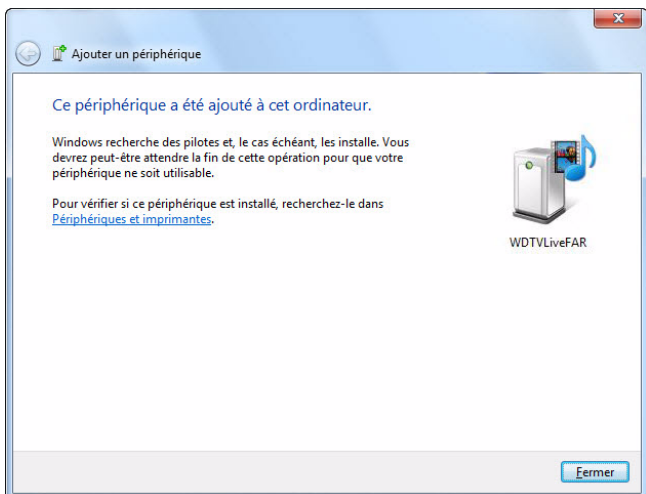 Ajouter un périphérique
Ce périphérique a été ajouté à cet ordinateur.
Windows recherche des pilotes et, le cas échéant, les installe. Vous
devrez peut-être attendre la fin de cette opération pour que votre
périphérique ne soit utilisable.
Pour vérifier si ce périphérique est installé, recherchez-le dans
Périphériques et imprimantes.
WDTVLiveFAR
Fermer